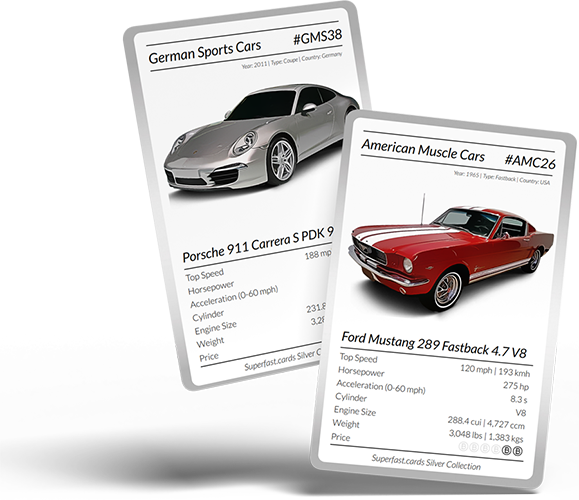 German Sports Cars #GMS38
Year: 2011 | Type: Coupe | Country: Germany
Porsche 911 Carrera S PDK 9
Top Speed 188 mp
Horsepower
Acceleration (0-60 mph)
Cylinder
Engine Size 231.8
Weight 3,28
Price
Superfast.cards Silver Co
American Muscle Cars #AMC26
Year: 1965 | Type: Fastback | Country: USA
Ford Mustang 289 Fastback 4.7 V8
Top Speed 120 mph | 193 kmh
Horsepower 275 hp
Acceleration (0-60 mph) 8.3 s
Cylinder V8
Engine Size 288.4 cui | 4,727 ccm
Weight 3,048 lbs | 1,383 kgs
Price
Superfast.cards Silver Collection